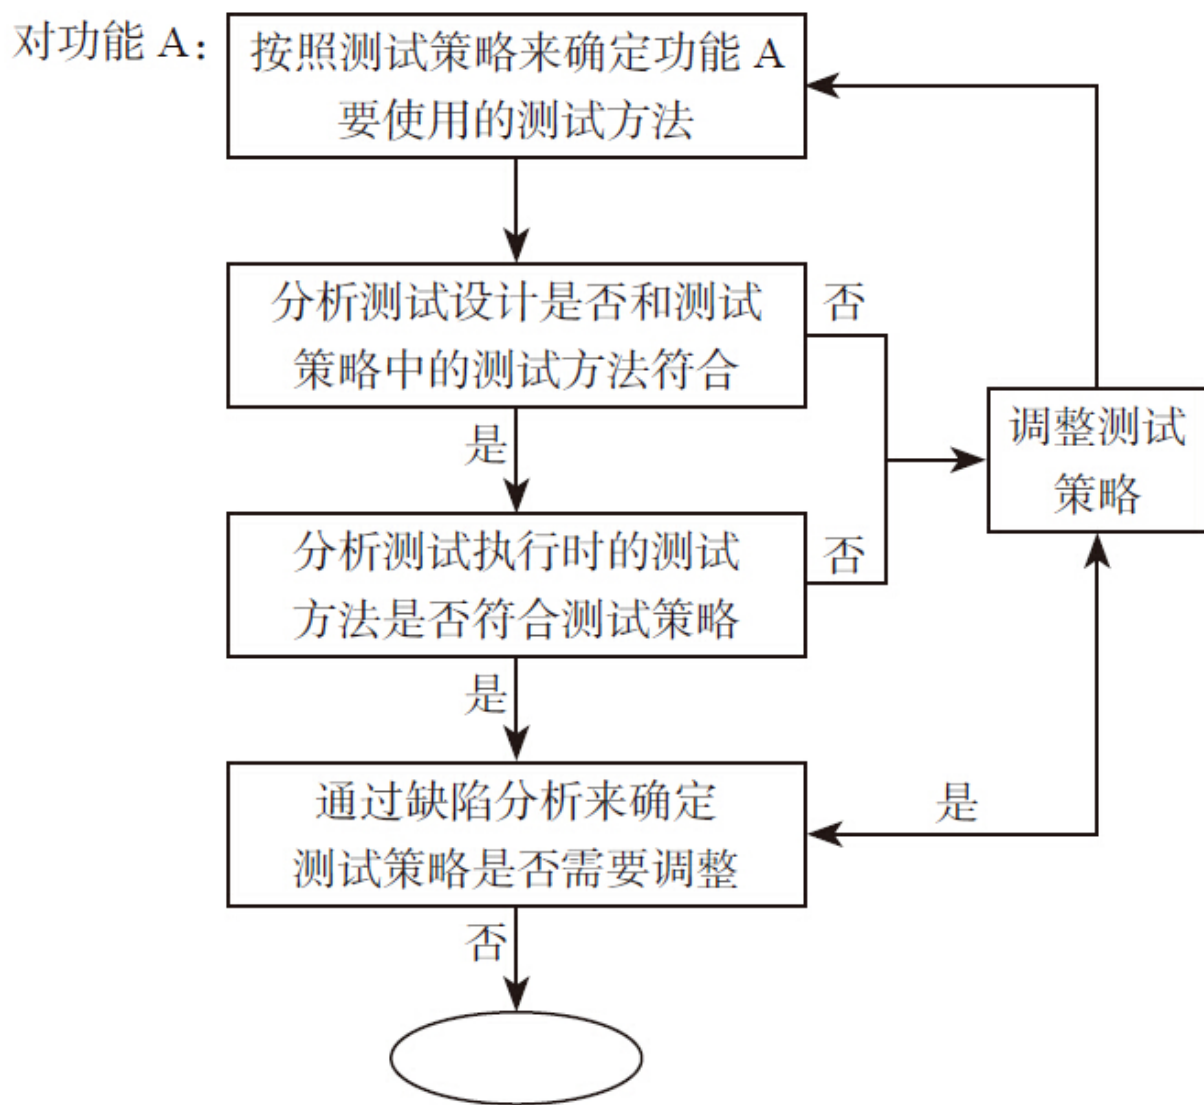 对功能 A：
按照测试策略来确定功能 A
要使用的测试方法
分析测试设计是否和测试
策略中的测试方法符合
否
是
调整测试
策略
分析测试执行时的测试
方法是否符合测试策略
否
是
通过缺陷分析来确定
测试策略是否需要调整
是
否